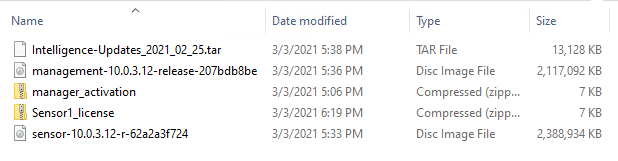 Name Date modified Type Size
Intelligence-Updates_2021_02_25.tar 3/3/2021 5:38 PM TAR File 13,128 KB
management-10.0.3.12-release-207bdb8be 3/3/2021 5:36 PM Disc Image File 2,117,092 KB
manager_activation 3/3/2021 5:06 PM Compressed (zipp... 7 KB
Sensor1_license 3/3/2021 6:19 PM Compressed (zipp... 7 KB
sensor-10.0.3.12-r-62a2a3f724 3/3/2021 5:33 PM Disc Image File 2,388,934 KB